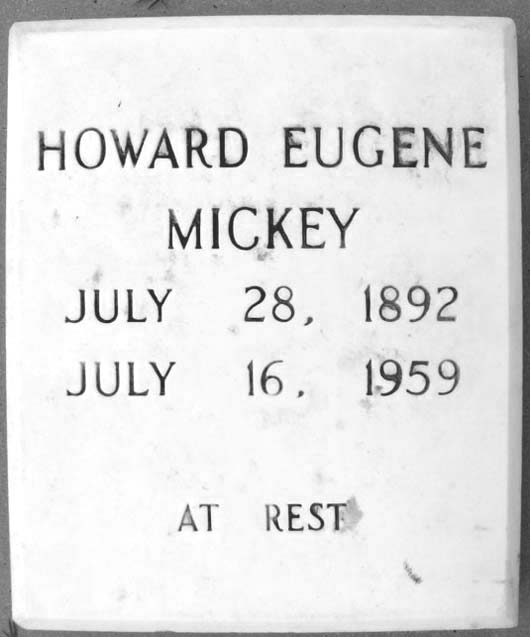 HOWARD EUGENE
MICKEY
JULY 28, 1892
JULY 16, 1959
AT REST